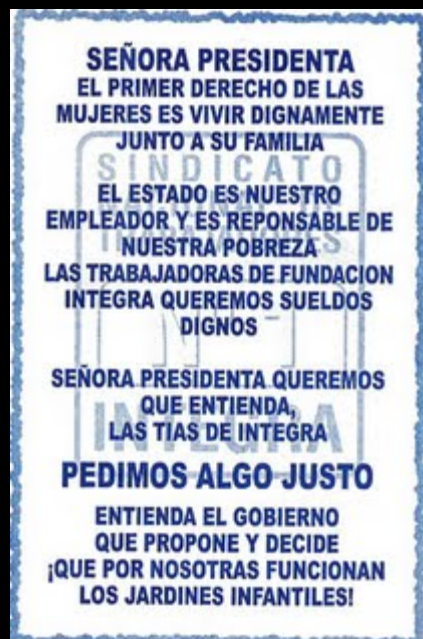 SEÑORA PRESIDENTA
EL PRIMER DERECHO DE LAS
MUJERES ES VIVIR DIGNAMENTE
JUNTO A SU FAMILIA
SINDICATO
EL ESTADO ES NUESTRO
EMPLEADOR Y ES REPONSABLE DE
NUESTRA POBREZA
LAS TRABAJADORAS DE FUNDACION
INTEGRA QUEREMOS SUELDOS
DIGNOS
SEÑORA PRESIDENTA QUEREMOS
QUE ENTIENDA,
LAS TIAS DE INTEGRA
INTEGRA
PEDIMOS ALGO JUSTO
ENTIENDA EL GOBIERNO
QUE PROPONE Y DECIDE
¡QUE POR NOSOTRAS FUNCIONAN
LOS JARDINES INFANTILES!